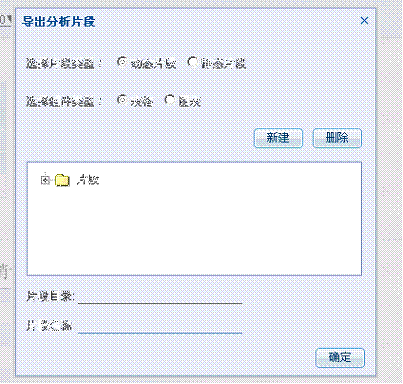 导出分析片段
选择片段类型： 动态片段 静态片段
选择组件类型： 表格 图表
新建 删除
片段
片段目录:
片段名称:
确定